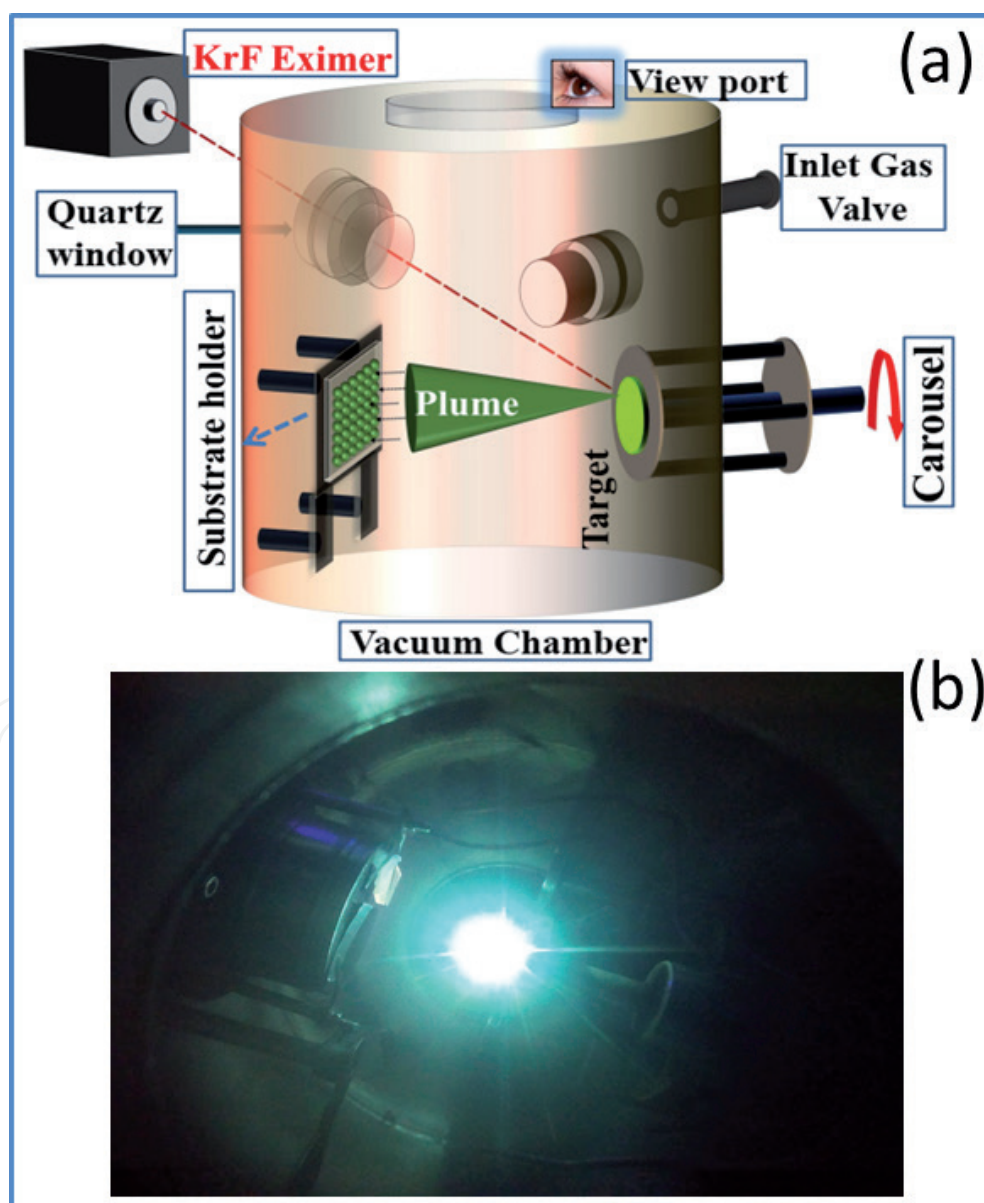 (a)
KrF Eximer
View port
Inlet Gas
Valve
Quartz
window
Substrate holder
Plume
Target
Carousel
Vacuum Chamber
(b)